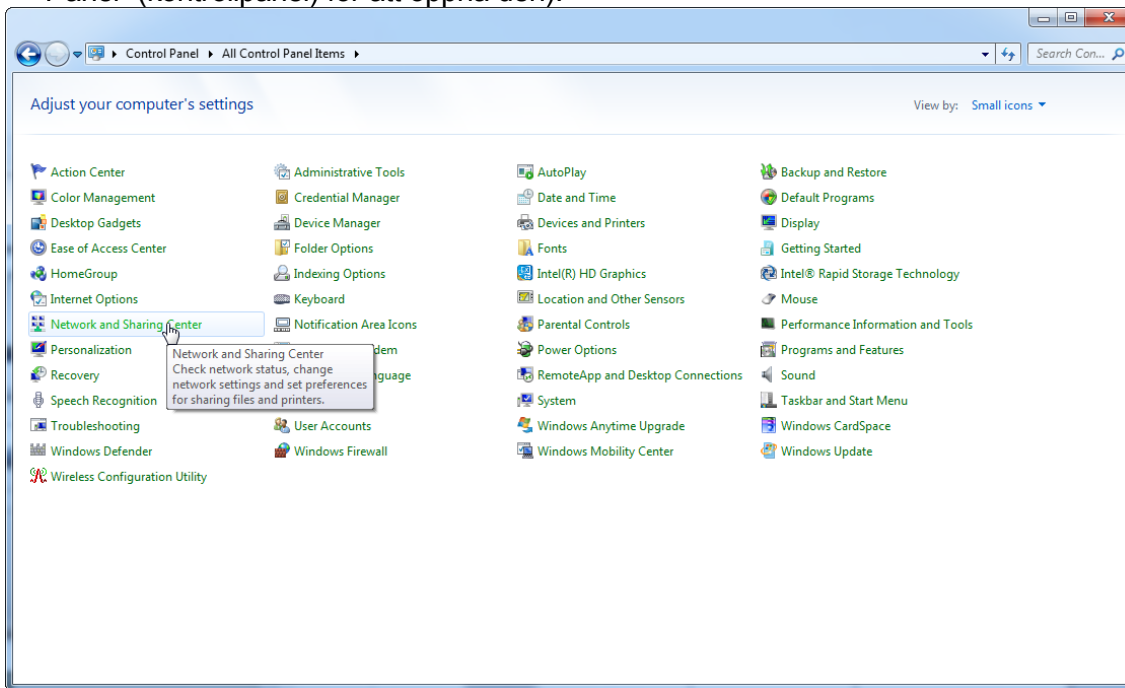 Panel" (kontrollpanel) för att öppna den).
Control Panel All Control Panel Items
Search Con...
Adjust your computer's settings
View by: Small icons
Action Center
Administrative Tools
AutoPlay
Backup and Restore
Color Management
Credential Manager
Date and Time
Default Programs
Desktop Gadgets
Device Manager
Devices and Printers
Display
Ease of Access Center
Folder Options
Fonts
Getting Started
HomeGroup
Indexing Options
Intel(R) HD Graphics
Intel® Rapid Storage Technology
Internet Options
Keyboard
Location and Other Sensors
Mouse
Network and Sharing Center
Notification Area Icons
Parental Controls
Performance Information and Tools
Personalization
Power Options
Programs and Features
Network and Sharing Center
Check network status, change
network settings and set preferences
for sharing files and printers.
Recovery
RemoteApp and Desktop Connections
Sound
Speech Recognition
System
Taskbar and Start Menu
Troubleshooting
User Accounts
Windows Anytime Upgrade
Windows CardSpace
Windows Defender
Windows Firewall
Windows Mobility Center
Windows Update
Wireless Configuration Utility